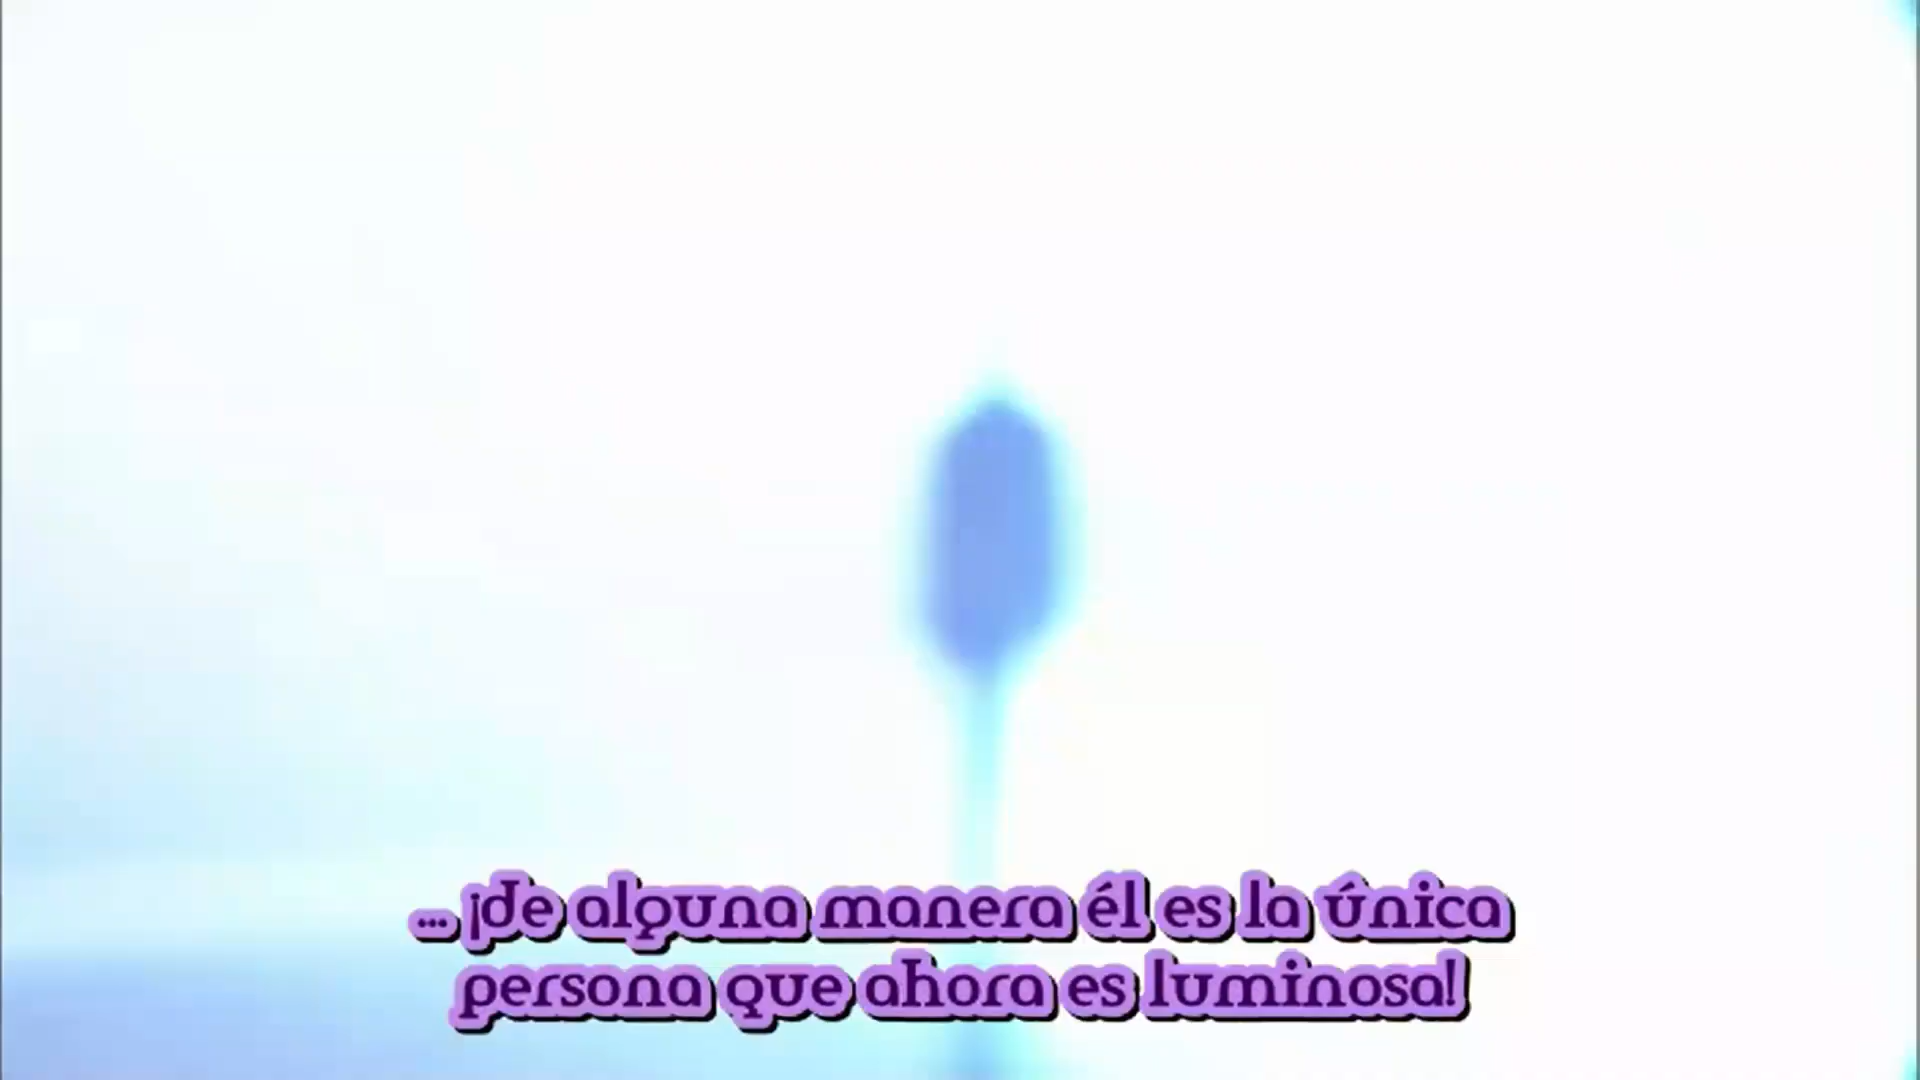 ... ¡de alguna manera él es la única
persona que ahora es luminosa!